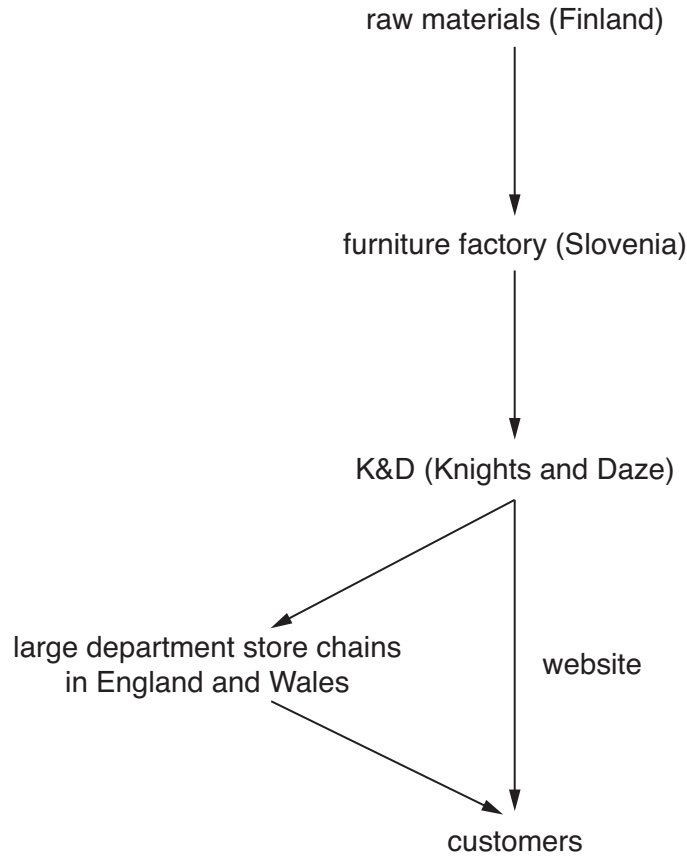 raw materials (Finland)
furniture factory (Slovenia)
K&D (Knights and Daze)
large department store chains
in England and Wales
website
customers